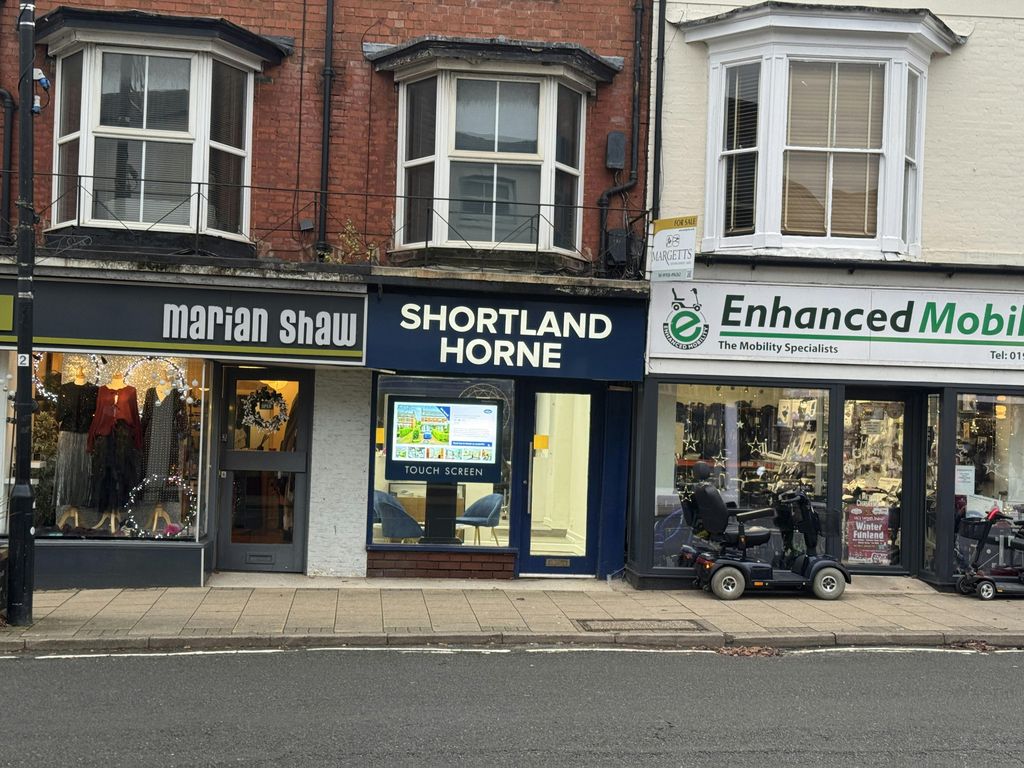 marian shaw
SHORTLAND
HORNE
TOUCH SCREEN
FOR SALE
MARGETTS
e
ENHANCED MOBILITY
Enhanced Mobil
The Mobility Specialists
Tel: 019
Winter
Funland
2